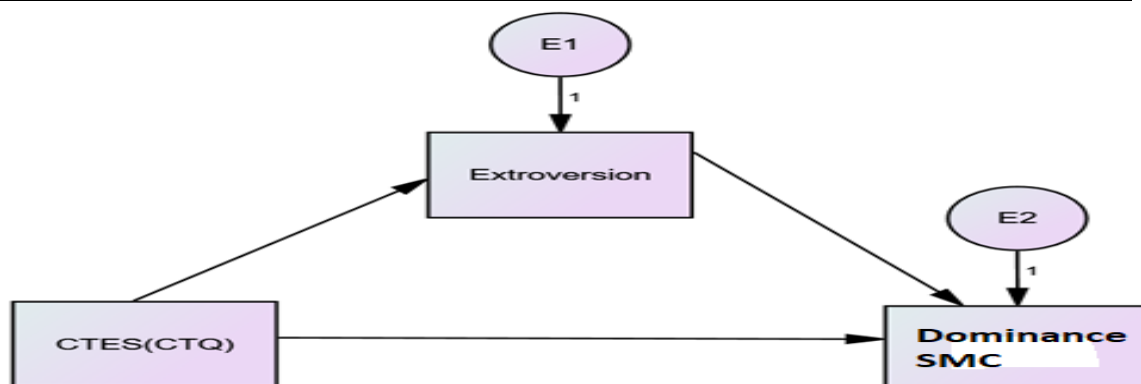 E1
1
Extroversion
E2
1
CTES(CTQ)
Dominance
SMC